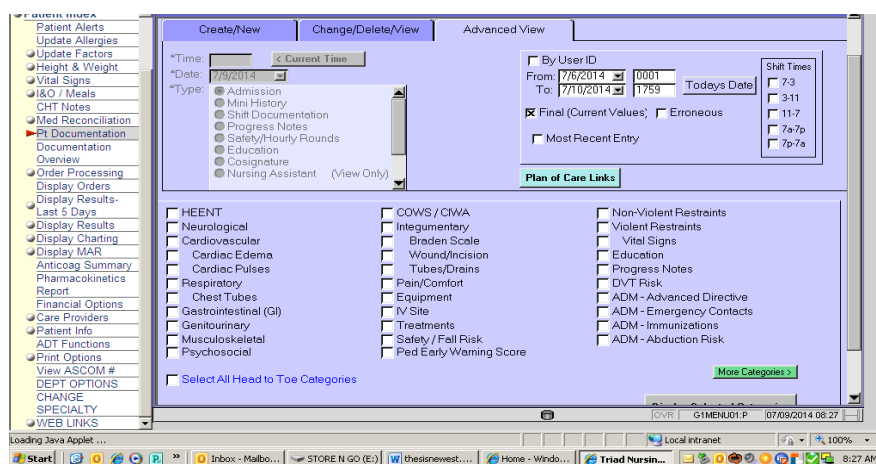 Patient Index
Patient Alerts
Update Allergies
Update Factors
Height & Weight
Vital Signs
I&O / Meals
CHT Notes
Med Reconciliation
Pt Documentation
Documentation
Overview
Order Processing
Display Orders
Display Results-
Last 5 Days
Display Results
Display Charting
Display MAR
Anticoag Summary
Pharmacokinetics
Report
Financial Options
Care Providers
Patient Info
ADT Functions
Print Options
View ASCOM #
DEPT OPTIONS
CHANGE
SPECIALTY
WEB LINKS
Create/New Change/Delete/View Advanced View
*Time: < Current Time
*Date: 7/9/2014
*Type: Admission
Mini History
Shift Documentation
Progress Notes
Safety/Hourly Rounds
Education
Cosignature
Nursing Assistant (View Only)
By User ID
From: 7/6/2014 0001
To: 7/10/2014 1759 Todays Date
Final (Current Values) Erroneous
Most Recent Entry
Shift Times
7-3
3-11
11-7
7a-7p
7p-7a
Plan of Care Links
HEENT
Neurological
Cardiovascular
Cardiac Edema
Cardiac Pulses
Respiratory
Chest Tubes
Gastrointestinal (GI)
Genitourinary
Musculoskeletal
Psychosocial
COWS / CIWA
Integumentary
Braden Scale
Wound/Incision
Tubes/Drains
Pain/Comfort
Equipment
IV Site
Treatments
Safety / Fall Risk
Ped Early Warning Score
Non-Violent Restraints
Violent Restraints
Vital Signs
Education
Progress Notes
DVT Risk
ADM - Advanced Directive
ADM - Emergency Contacts
ADM - Immunizations
ADM - Abduction Risk
Select All Head to Toe Categories
More Categories >
OVR G1MENU01:P 07/09/2014 08:27
Loading Java Applet ... Local intranet 100%
Start Inbox - Mailbo... STORE N GO (E:) thesisnewest.... Home - Windo... Triad Nursin... 8:27 AM